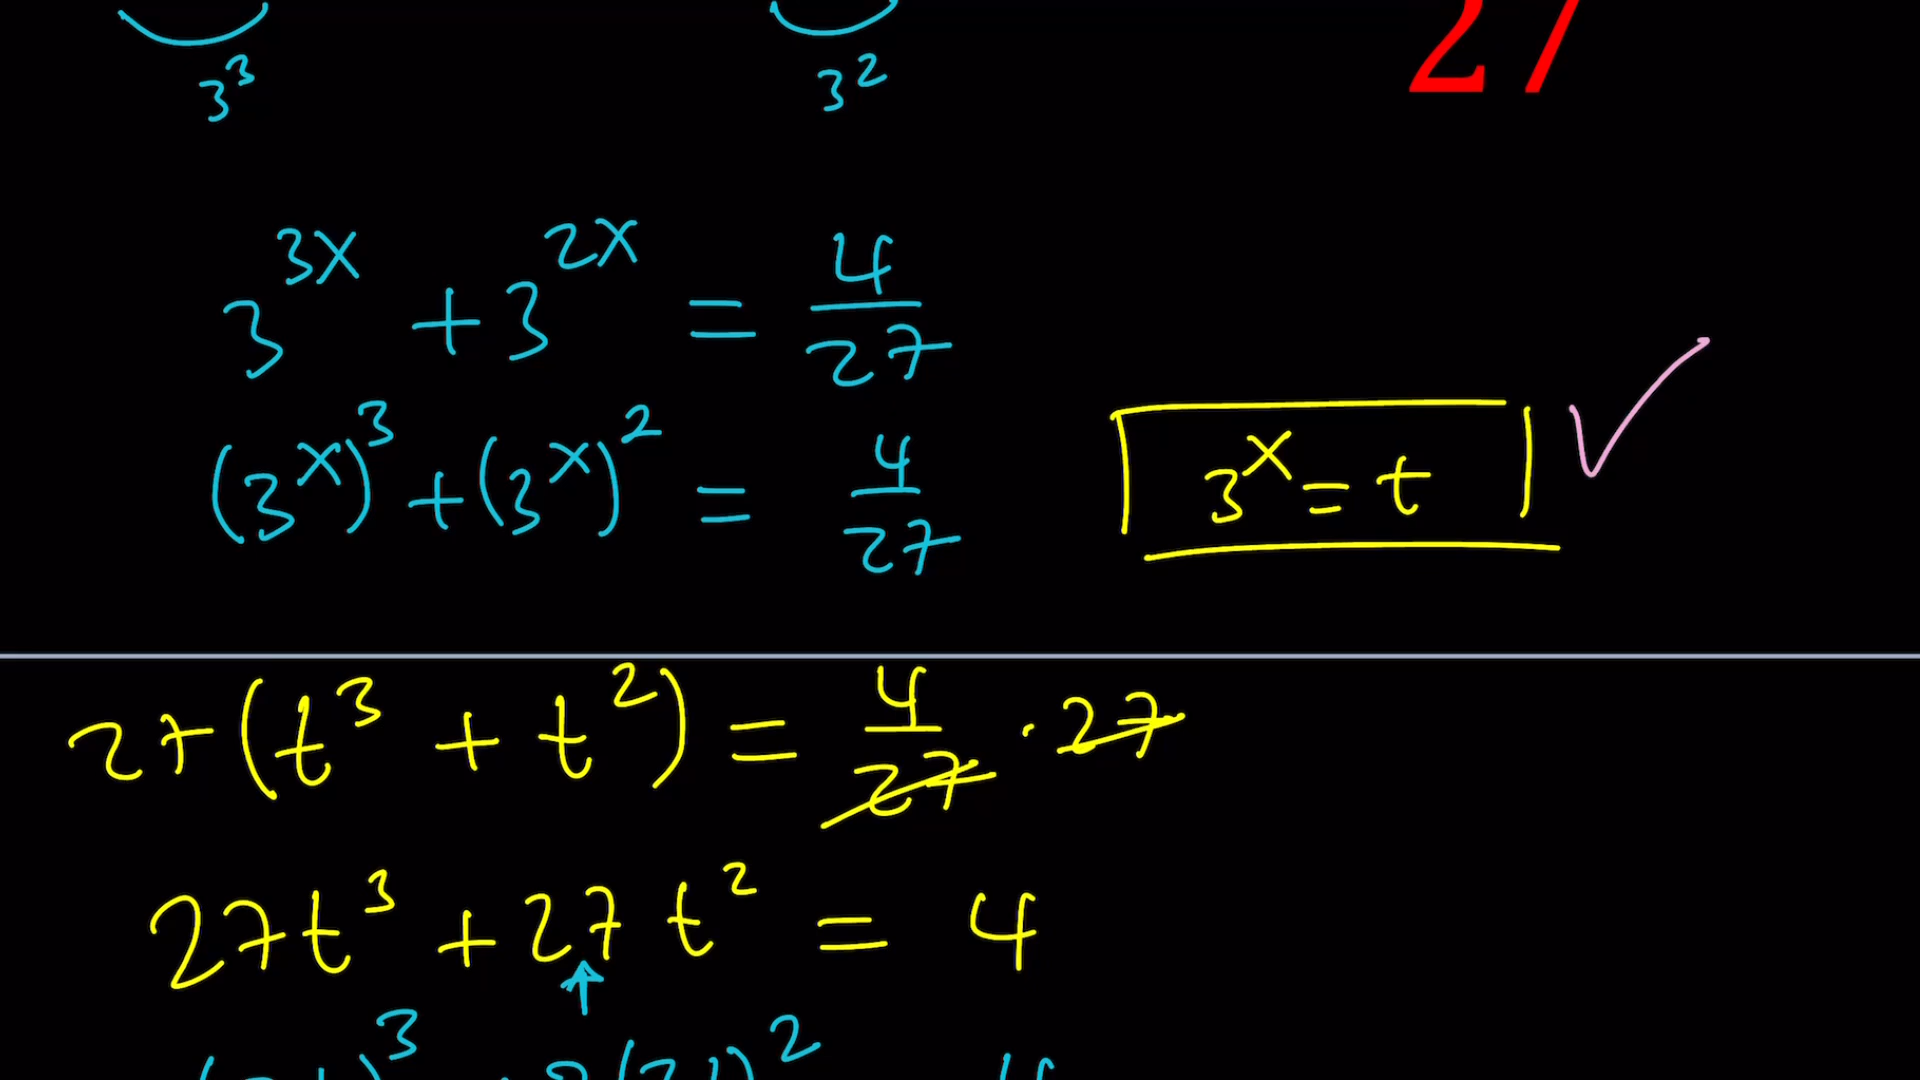 3³ 3² 27
3^{3x} + 3^{2x} = 4/27
(3^x)³ + (3^x)² = 4/27
3^x = t
27(t³ + t²) = 4/27 · 27
27t³ + 27t² = 4